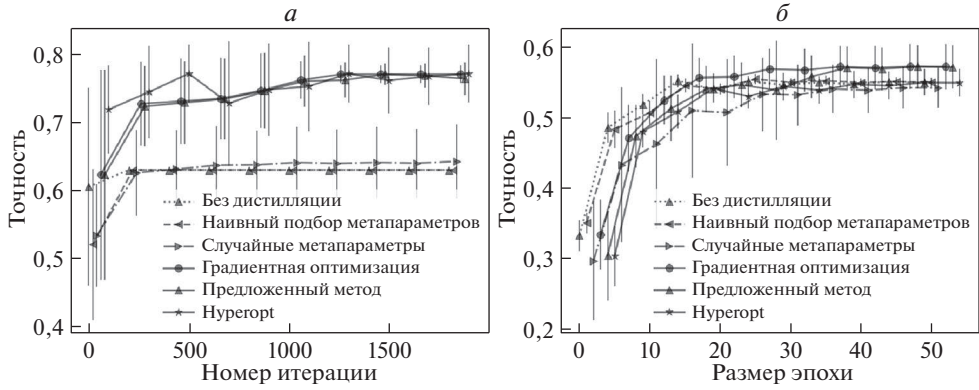 а
0,8
0,7
0,6
0,5
0,4
Точность
Без дистилляции
Наивный подбор метапараметров
Случайные метапараметры
Градиентная оптимизация
Предложенный метод
Hyperopt
0 500 1000 1500
Номер итерации
б
0,6
0,5
0,4
0,3
0,2
Точность
Без дистилляции
Наивный подбор метапараметров
Случайные метапараметры
Градиентная оптимизация
Предложенный метод
Hyperopt
0 10 20 30 40 50
Размер эпохи